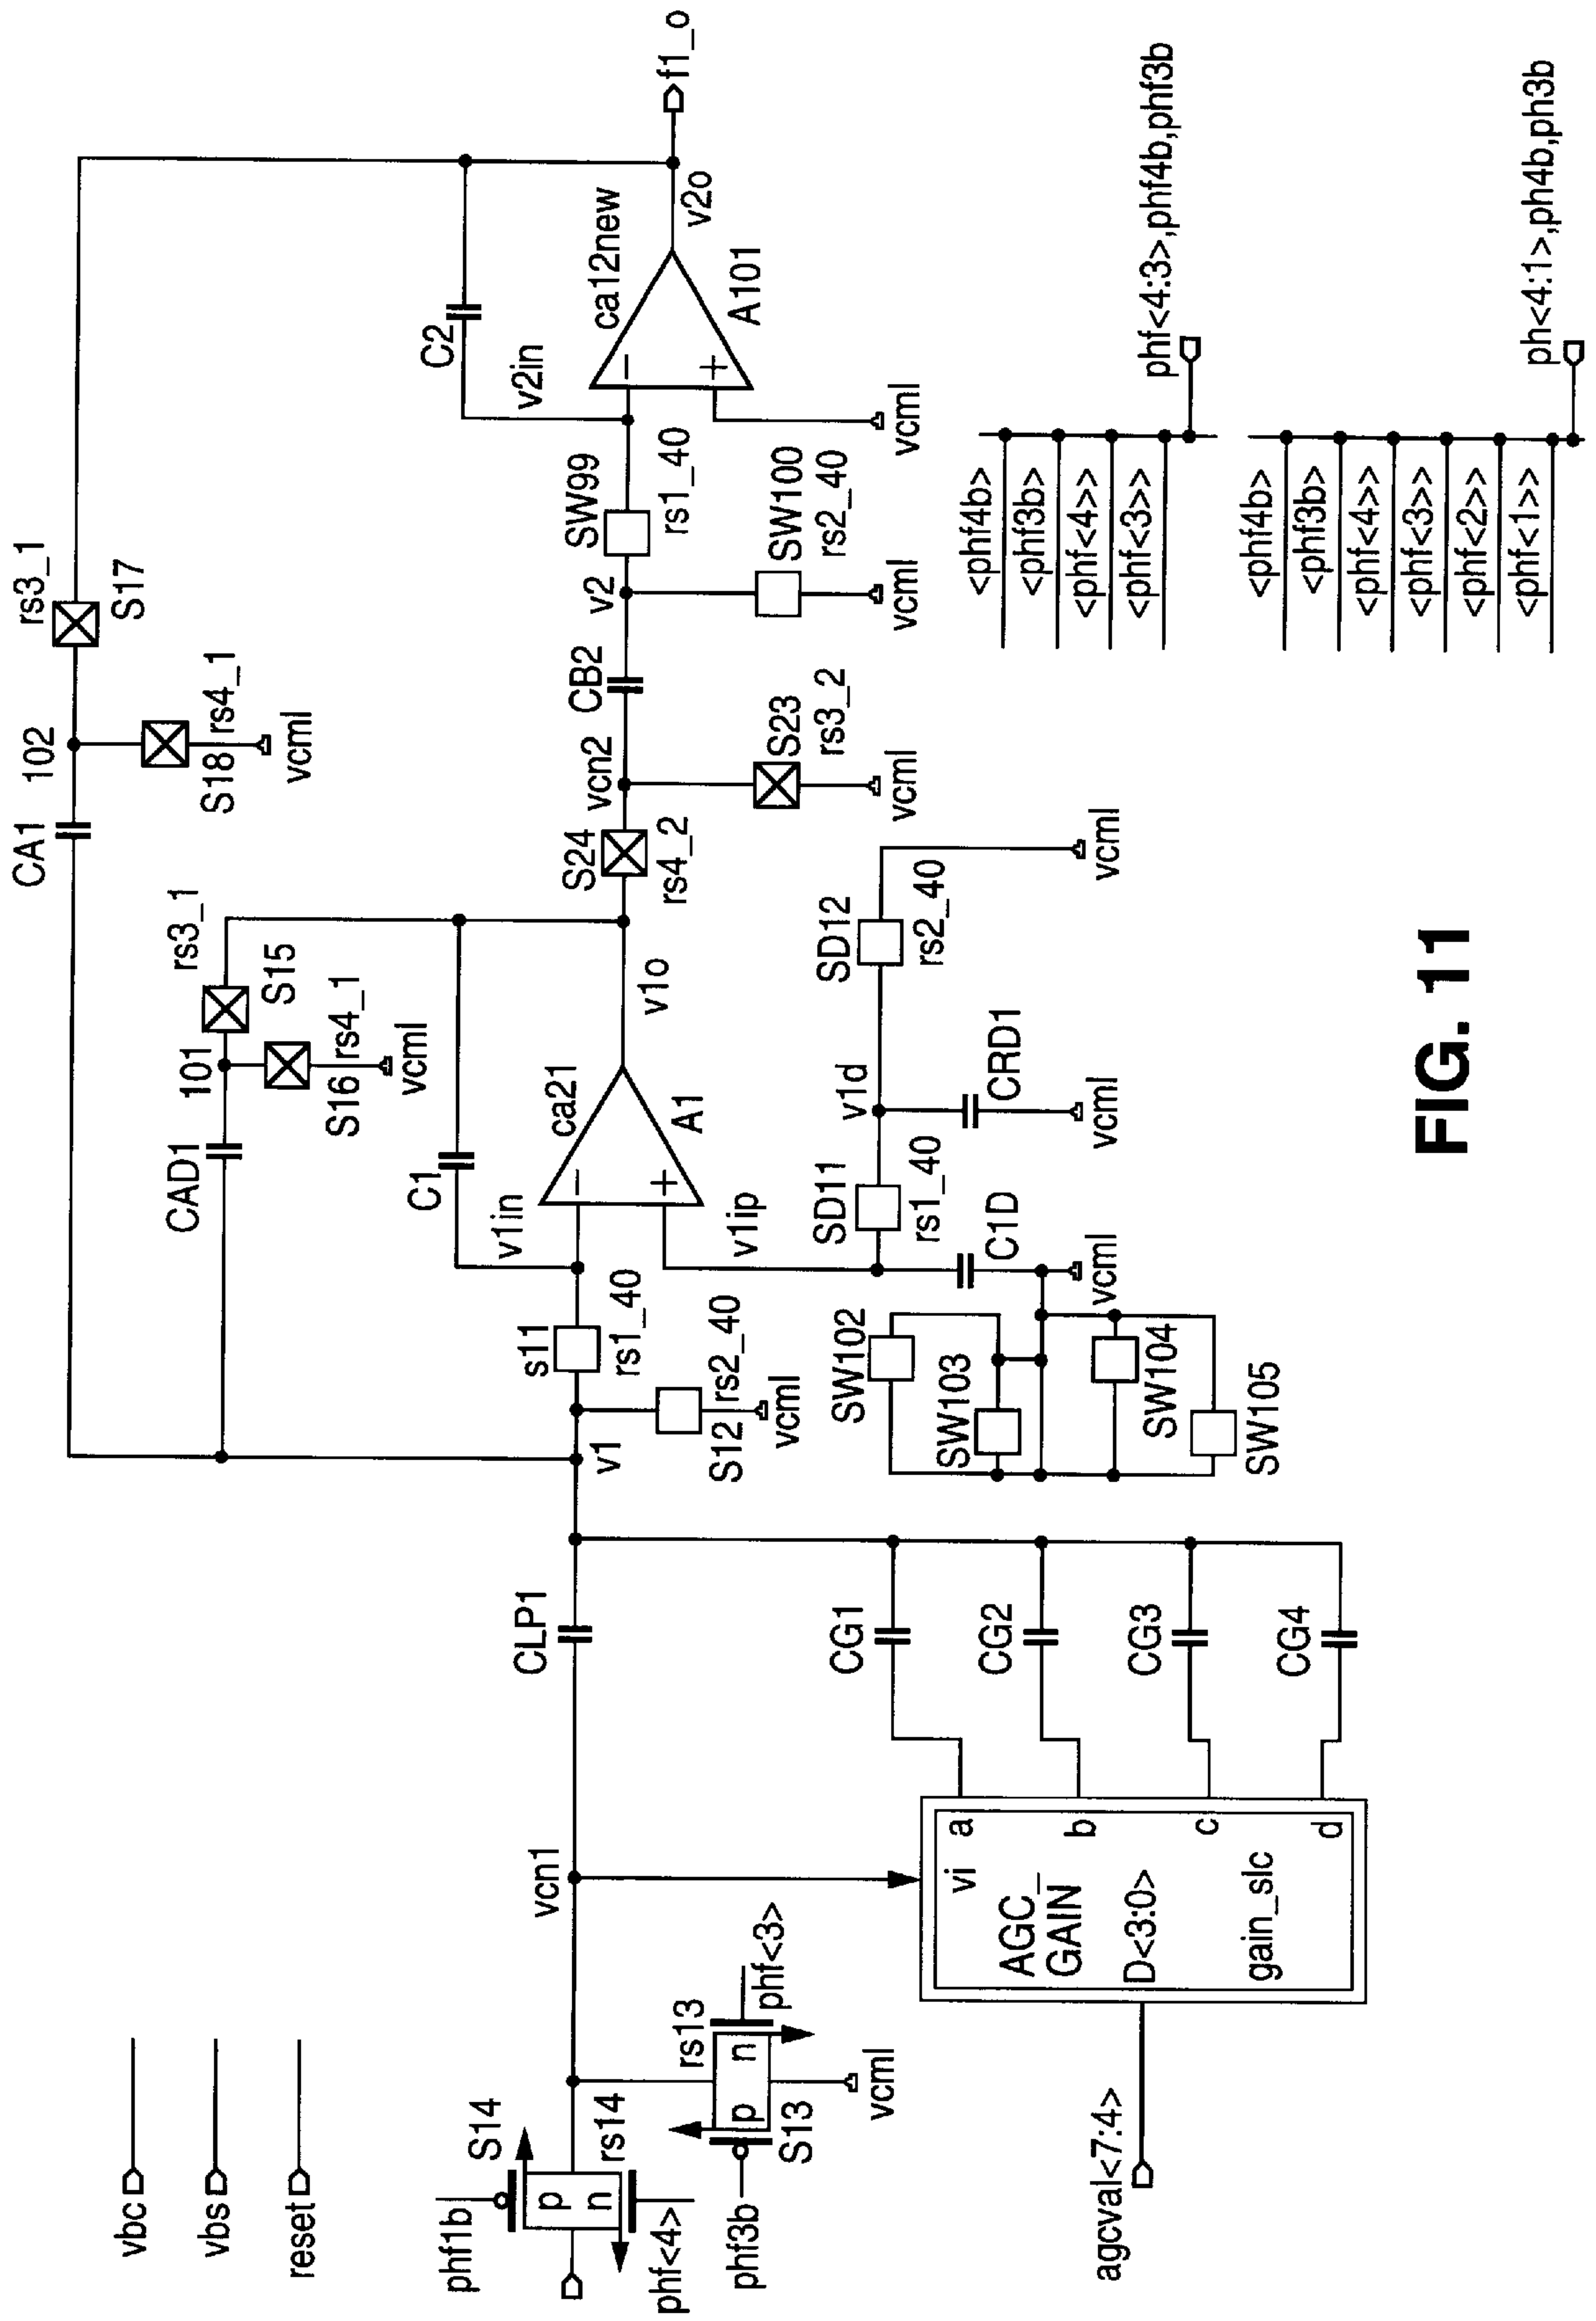 vbc
vbs
reset
phf1b
S14
p
n
rs14
phf<4>
phf3b
p
n
rs13
S13
phf<3>
vcml
vcn1
CLP1
agcval<7:4>
vi
AGC_
GAIN
D<3:0>
gain_slc
a
b
c
d
CG1
CG2
CG3
CG4
v1
S12
rs2_40
vcml
s11
rs1_40
v1in
C1
CAD1
101
S16
rs4_1
vcml
S15
rs3_1
CA1
102
S18
rs4_1
vcml
S17
rs3_1
ca21
A1
v1ip
v1o
SW102
SW103
SW104
SW105
C1D
vcml
SD11
rs1_40
v1d
CRD1
vcml
SD12
rs2_40
vcml
S24
rs4_2
vcn2
S23
rs3_2
vcml
CB2
v2
SW100
rs2_40
vcml
SW99
rs1_40
v2in
C2
ca12new
A101
vcml
v2o
f1_o
<phf4b>
<phf3b>
<phf<4>>
<phf<3>>
phf<4:3>,phf4b,phf3b
<phf4b>
<phf3b>
<phf<4>>
<phf<3>>
<phf<2>>
<phf<1>>
ph<4:1>,ph4b,ph3b
FIG. 11